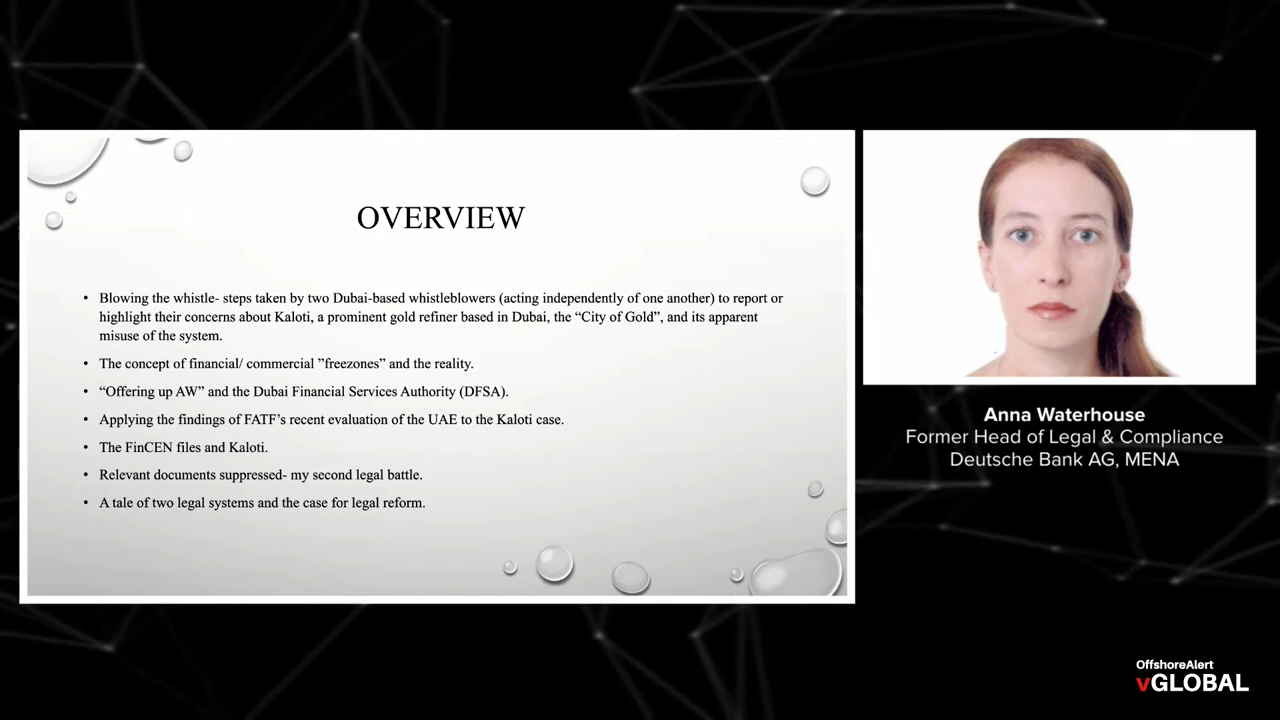 OVERVIEW
• Blowing the whistle- steps taken by two Dubai-based whistleblowers (acting independently of one another) to report or
highlight their concerns about Kaloti, a prominent gold refiner based in Dubai, the “City of Gold”, and its apparent
misuse of the system.
• The concept of financial/ commercial ”freezones” and the reality.
• “Offering up AW” and the Dubai Financial Services Authority (DFSA).
• Applying the findings of FATF’s recent evaluation of the UAE to the Kaloti case.
• The FinCEN files and Kaloti.
• Relevant documents suppressed- my second legal battle.
• A tale of two legal systems and the case for legal reform.
Anna Waterhouse
Former Head of Legal & Compliance
Deutsche Bank AG, MENA
OffshoreAlert
vGLOBAL